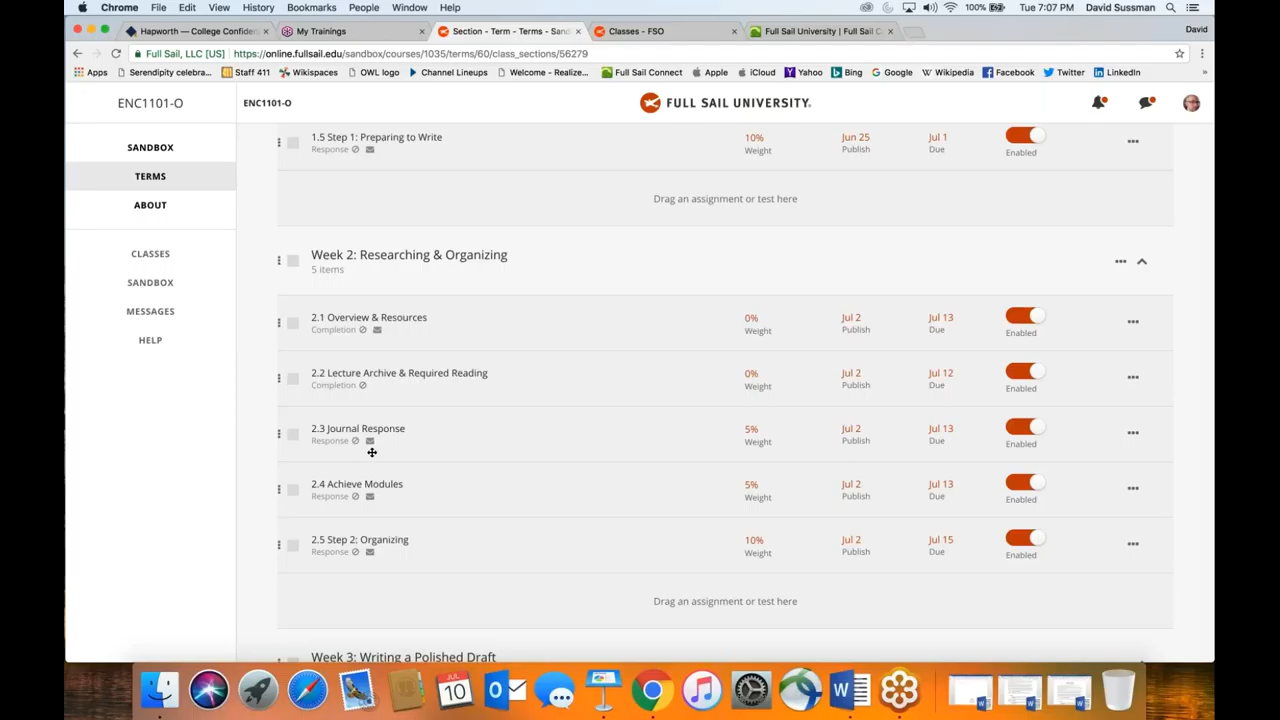 Chrome File Edit View History Bookmarks People Window Help 100% Tue 7:07 PM David Sussman
Hapworth — College Confiden × My Trainings × Section - Term - Terms - Sand × Classes - FSO × Full Sail University | Full Sail C × David
Full Sail, LLC [US] https://online.fullsail.edu/sandbox/courses/1035/terms/60/class_sections/56279
Apps Serendipity celebra... Staff 411 Wikispaces OWL logo Channel Lineups Welcome - Realize... Full Sail Connect Apple iCloud Yahoo Bing Google Wikipedia Facebook Twitter LinkedIn »
ENC1101-O ENC1101-O FULL SAIL UNIVERSITY.
SANDBOX
TERMS
ABOUT
CLASSES
SANDBOX
MESSAGES
HELP
1.5 Step 1: Preparing to Write 10% Jun 25 Jul 1
Response Weight Publish Due Enabled
Drag an assignment or test here
Week 2: Researching & Organizing
5 items
2.1 Overview & Resources 0% Jul 2 Jul 13
Completion Weight Publish Due Enabled
2.2 Lecture Archive & Required Reading 0% Jul 2 Jul 12
Completion Weight Publish Due Enabled
2.3 Journal Response 5% Jul 2 Jul 13
Response Weight Publish Due Enabled
2.4 Achieve Modules 5% Jul 2 Jul 13
Response Weight Publish Due Enabled
2.5 Step 2: Organizing 10% Jul 2 Jul 15
Response Weight Publish Due Enabled
Drag an assignment or test here
Week 3: Writing a Polished Draft
JUL
10